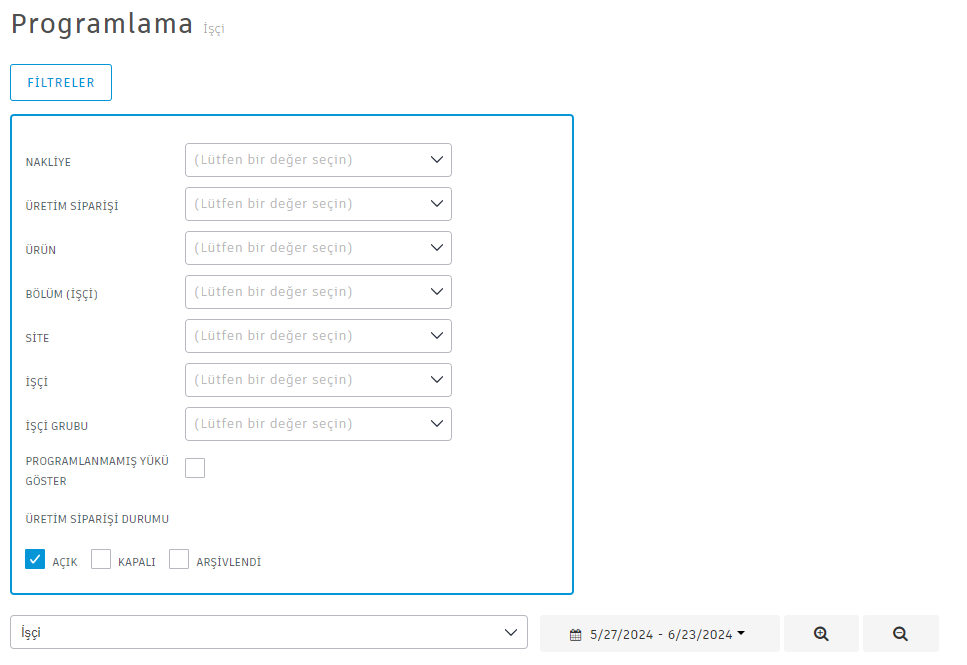 Programlama İşçi
FİLTRELER
NAKLİYE (Lütfen bir değer seçin)
ÜRETİM SİPARİŞİ (Lütfen bir değer seçin)
ÜRÜN (Lütfen bir değer seçin)
BÖLÜM (İŞÇİ) (Lütfen bir değer seçin)
SİTE (Lütfen bir değer seçin)
İŞÇİ (Lütfen bir değer seçin)
İŞÇİ GRUBU (Lütfen bir değer seçin)
PROGRAMLANMAMIŞ YÜKÜ
GÖSTER
ÜRETİM SİPARİŞİ DURUMU
AÇIK KAPALI ARŞİVLENDİ
İşçi 5/27/2024 - 6/23/2024